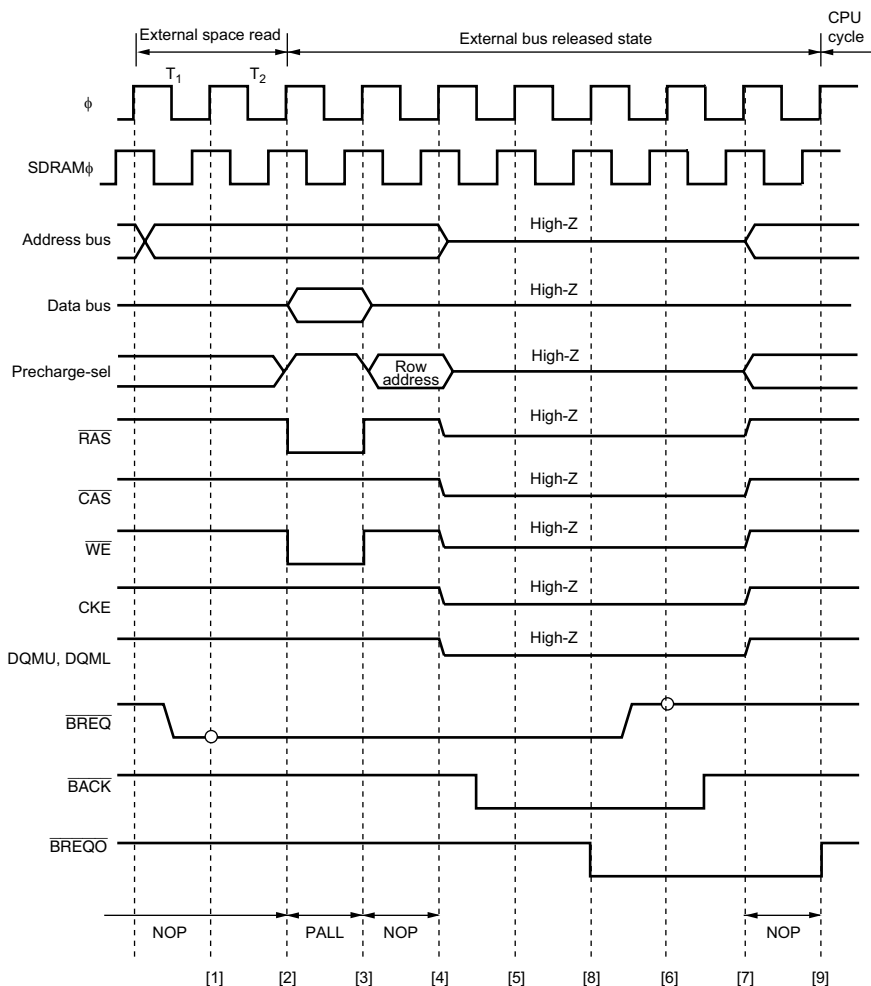 External space read
External bus released state
CPU
cycle
T1
T2
ϕ
SDRAMϕ
Address bus
High-Z
Data bus
High-Z
Precharge-sel
Row
address
High-Z
RAS
High-Z
CAS
High-Z
WE
High-Z
CKE
High-Z
DQMU, DQML
High-Z
BREQ
BACK
BREQO
NOP
PALL
NOP
NOP
[1]
[2]
[3]
[4]
[5]
[8]
[6]
[7]
[9]